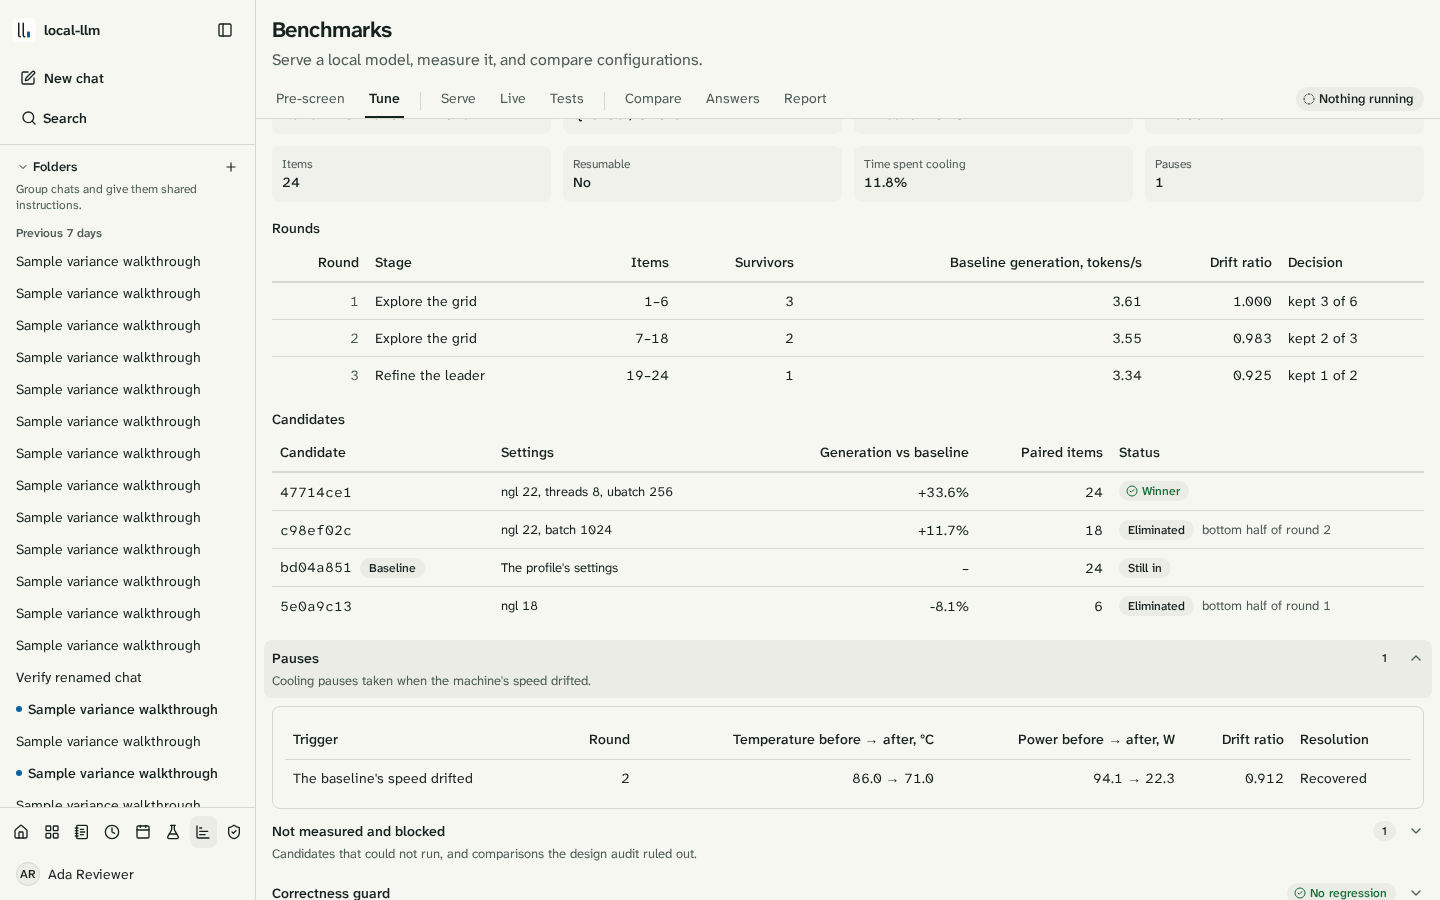 local-llm
New chat
Search
Folders
Group chats and give them shared
instructions.
Previous 7 days
Sample variance walkthrough
Sample variance walkthrough
Sample variance walkthrough
Sample variance walkthrough
Sample variance walkthrough
Sample variance walkthrough
Sample variance walkthrough
Sample variance walkthrough
Sample variance walkthrough
Sample variance walkthrough
Sample variance walkthrough
Sample variance walkthrough
Sample variance walkthrough
Verify renamed chat
Sample variance walkthrough
Sample variance walkthrough
Sample variance walkthrough
Sample variance walkthrough
AR Ada Reviewer
Benchmarks
Serve a local model, measure it, and compare configurations.
Pre-screen Tune Serve Live Tests Compare Answers Report Nothing running
Items Resumable Time spent cooling Pauses
24 No 11.8% 1
Rounds
Round Stage Items Survivors Baseline generation, tokens/s Drift ratio Decision
1 Explore the grid 1–6 3 3.61 1.000 kept 3 of 6
2 Explore the grid 7–18 2 3.55 0.983 kept 2 of 3
3 Refine the leader 19–24 1 3.34 0.925 kept 1 of 2
Candidates
Candidate Settings Generation vs baseline Paired items Status
47714ce1 ngl 22, threads 8, ubatch 256 +33.6% 24 Winner
c98ef02c ngl 22, batch 1024 +11.7% 18 Eliminated bottom half of round 2
bd04a851 Baseline The profile's settings – 24 Still in
5e0a9c13 ngl 18 -8.1% 6 Eliminated bottom half of round 1
Pauses 1
Cooling pauses taken when the machine's speed drifted.
Trigger Round Temperature before → after, °C Power before → after, W Drift ratio Resolution
The baseline's speed drifted 2 86.0 → 71.0 94.1 → 22.3 0.912 Recovered
Not measured and blocked 1
Candidates that could not run, and comparisons the design audit ruled out.
Correctness guard No regression